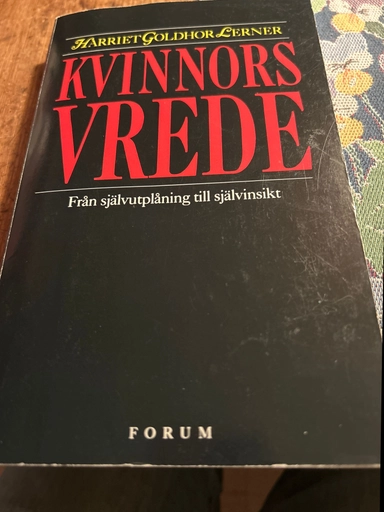 HARRIET GOLDHOR LERNER
KVINNORS
VREDE
Från självutplåning till självinsikt
FORUM